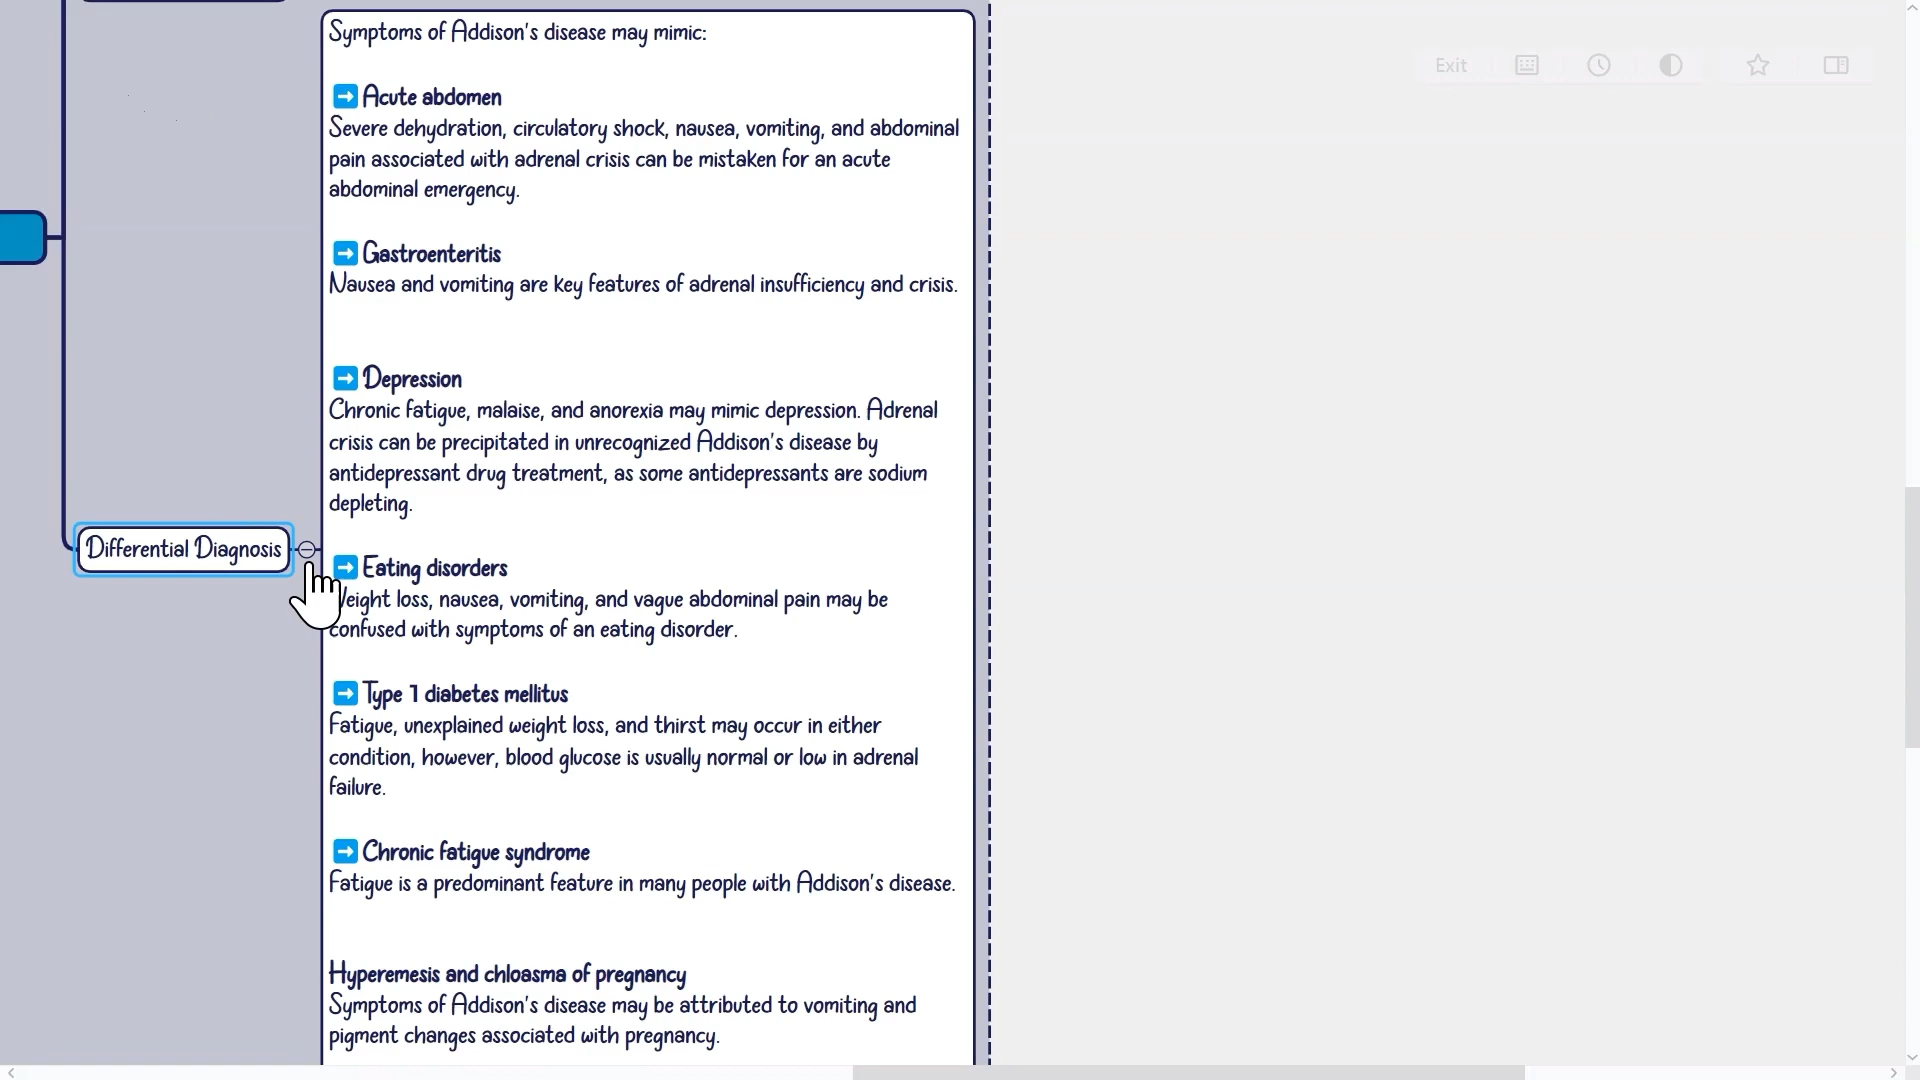 Symptoms of Addison's disease may mimic:
Exit
Acute abdomen
Severe dehydration, circulatory shock, nausea, vomiting, and abdominal
pain associated with adrenal crisis can be mistaken for an acute
abdominal emergency.
Gastroenteritis
Nausea and vomiting are key features of adrenal insufficiency and crisis.
Depression
Chronic fatigue, malaise, and anorexia may mimic depression. Adrenal
crisis can be precipitated in unrecognized Addison's disease by
antidepressant drug treatment, as some antidepressants are sodium
depleting.
Differential Diagnosis
Eating disorders
Weight loss, nausea, vomiting, and vague abdominal pain may be
confused with symptoms of an eating disorder.
Type 1 diabetes mellitus
Fatigue, unexplained weight loss, and thirst may occur in either
condition, however, blood glucose is usually normal or low in adrenal
failure.
Chronic fatigue syndrome
Fatigue is a predominant feature in many people with Addison's disease.
Hyperemesis and chloasma of pregnancy
Symptoms of Addison's disease may be attributed to vomiting and
pigment changes associated with pregnancy.